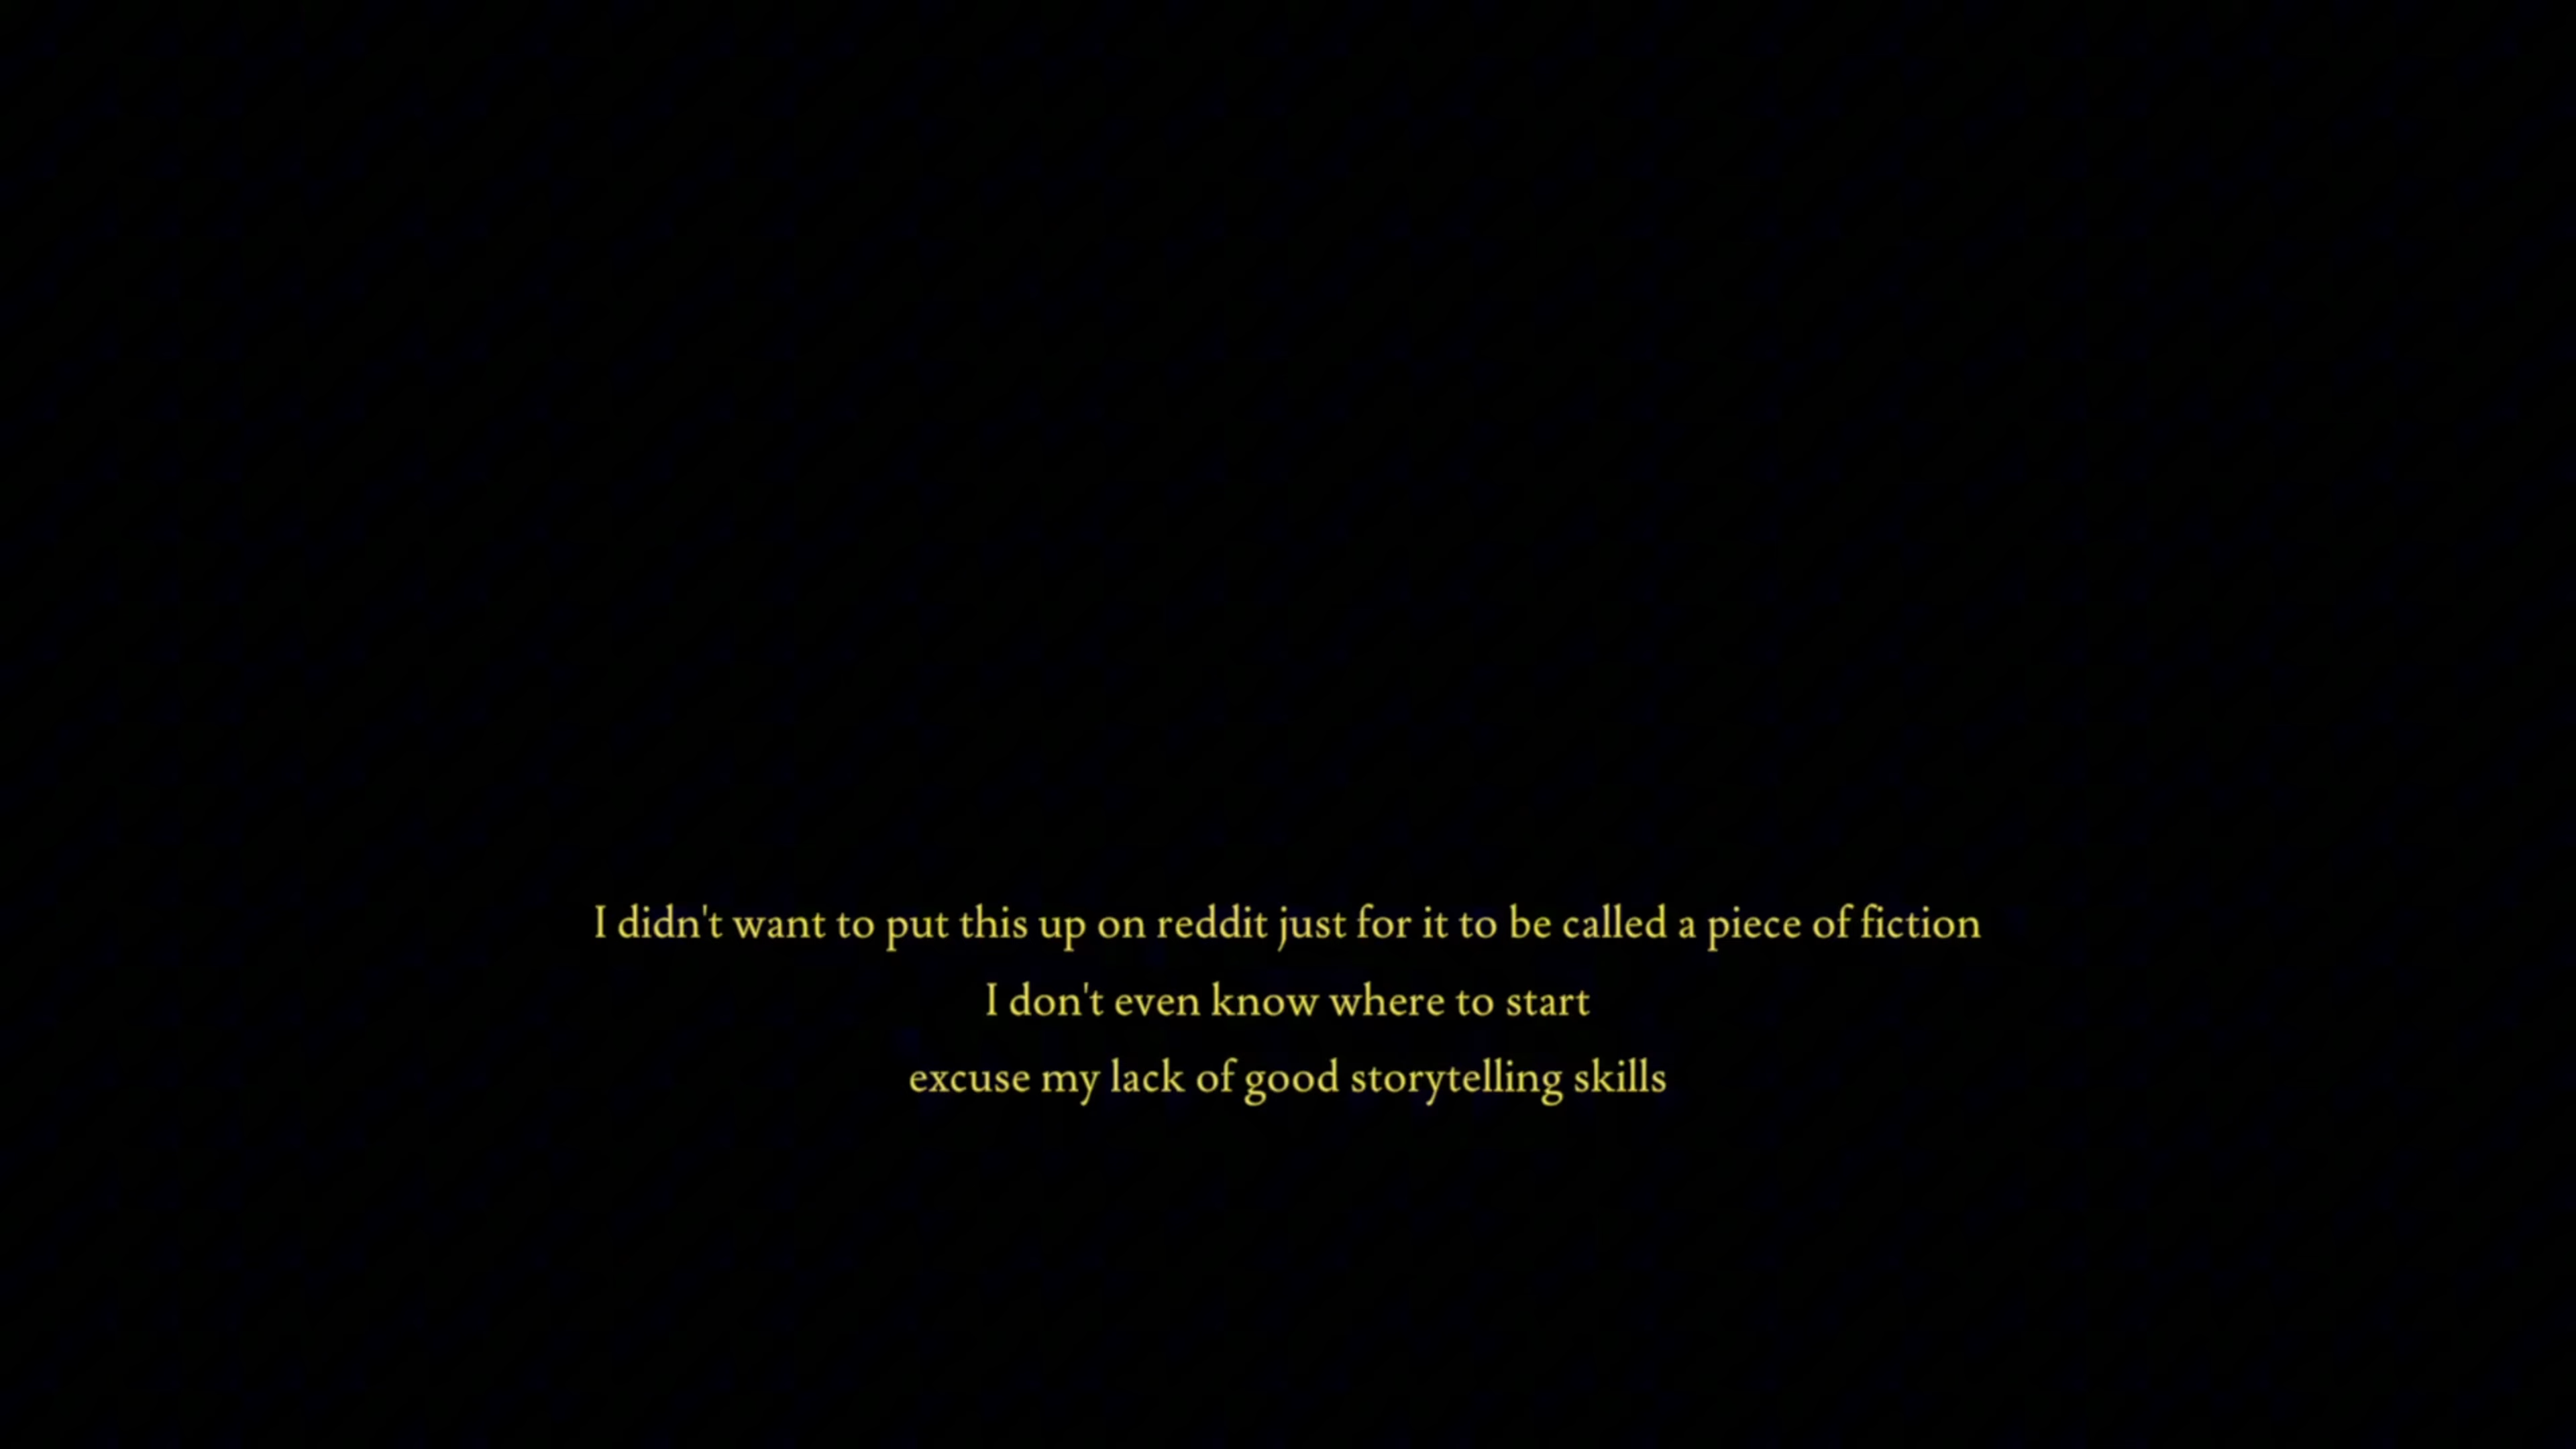 I didn't want to put this up on reddit just for it to be called a piece of fiction
I don't even know where to start
excuse my lack of good storytelling skills